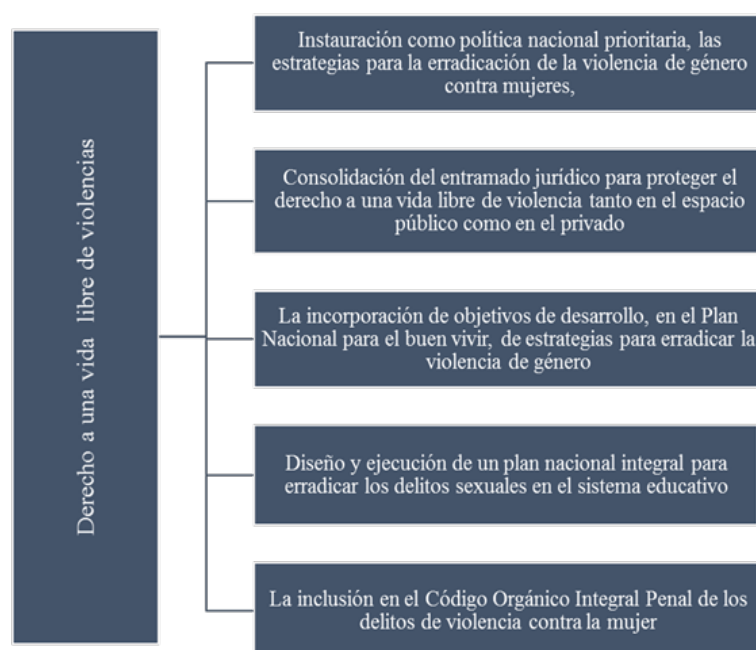 Derecho a una vida libre de violencias
Instauración como política nacional prioritaria, las
estrategias para la erradicación de la violencia de género
contra mujeres,
Consolidación del entramado jurídico para proteger el
derecho a una vida libre de violencia tanto en el espacio
público como en el privado
La incorporación de objetivos de desarrollo, en el Plan
Nacional para el buen vivir, de estrategias para erradicar la
violencia de género
Diseño y ejecución de un plan nacional integral para
erradicar los delitos sexuales en el sistema educativo
La inclusión en el Código Orgánico Integral Penal de los
delitos de violencia contra la mujer